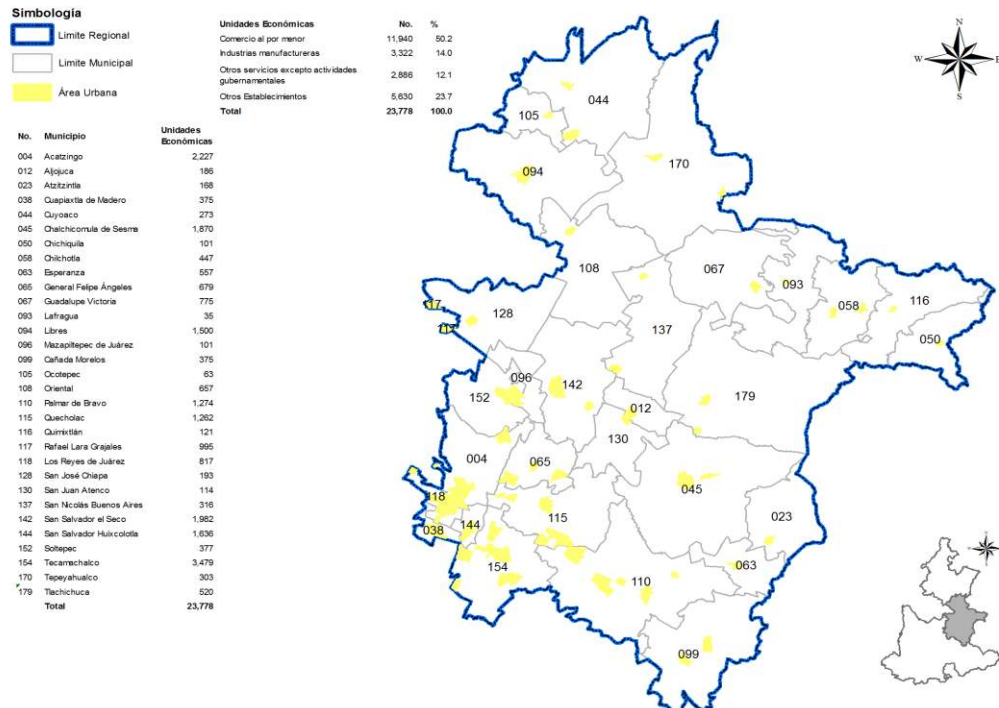 Simbología
Limite Regional
Limite Municipal
Área Urbana
Unidades Económicas No. %
Comercio al por menor 11,940 50.2
Industrias manufactureras 3,322 14.0
Otros servicios excepto actividades
gubernamentales 2,886 12.1
Otros Establecimientos 5,630 23.7
Total 23,778 100.0
No. Municipio Unidades
Económicas
004 Acatzingo 2,227
012 Aljojuca 186
023 Atzitzintla 168
038 Cuapiaxtla de Madero 375
044 Cuyoaco 273
045 Chalchicomula de Sesma 1,870
050 Chichiquila 101
058 Chilchotla 447
063 Esperanza 557
065 General Felipe Ángeles 679
067 Guadalupe Victoria 775
093 Lafragua 35
094 Libres 1,500
096 Mazapiltepec de Juárez 101
099 Cañada Morelos 375
105 Ocotepec 63
108 Oriental 657
110 Palmar de Bravo 1,274
115 Quecholac 1,262
116 Quimixtlán 121
117 Rafael Lara Grajales 995
118 Los Reyes de Juárez 817
128 San José Chiapa 193
130 San Juan Atenco 114
137 San Nicolás Buenos Aires 316
142 San Salvador el Seco 1,982
144 San Salvador Huixcolotla 1,636
152 Soltepec 377
154 Tecamachalco 3,479
170 Tepeyahualco 303
179 Tlachichuca 520
Total 23,778
N
W E
S
044
105
170
094
108
067
093
058
116
117
128
117
137
050
096
142
152
179
012
130
004
065
045
118
115
023
038
144
154
063
110
099